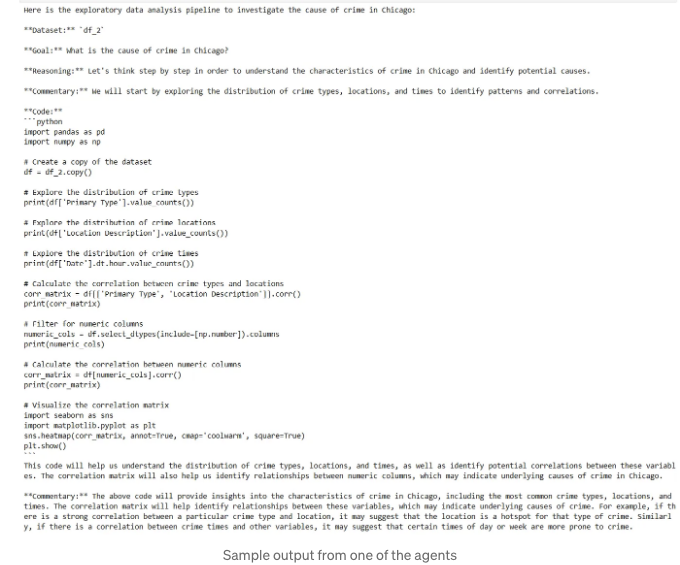 Here is the exploratory data analysis pipeline to investigate the cause of crime in Chicago:
**Dataset:** `df_2`
**Goal:** What is the cause of crime in Chicago?
**Reasoning:** Let's think step by step in order to understand the characteristics of crime in Chicago and identify potential causes.
**Commentary:** We will start by exploring the distribution of crime types, locations, and times to identify patterns and correlations.
**Code:**
```python
import pandas as pd
import numpy as np
# Create a copy of the dataset
df = df_2.copy()
# Explore the distribution of crime types
print(df['Primary Type'].value_counts())
# Explore the distribution of crime locations
print(df['Location Description'].value_counts())
# Explore the distribution of crime times
print(df['Date'].dt.hour.value_counts())
# Calculate the correlation between crime types and locations
corr_matrix = df[['Primary Type', 'Location Description']].corr()
print(corr_matrix)
# Filter for numeric columns
numeric_cols = df.select_dtypes(include=[np.number]).columns
print(numeric_cols)
# Calculate the correlation between numeric columns
corr_matrix = df[numeric_cols].corr()
print(corr_matrix)
# Visualize the correlation matrix
import seaborn as sns
import matplotlib.pyplot as plt
sns.heatmap(corr_matrix, annot=True, cmap='coolwarm', square=True)
plt.show()
```
This code will help us understand the distribution of crime types, locations, and times, as well as identify potential correlations between these variabl
es. The correlation matrix will also help us identify relationships between numeric columns, which may indicate underlying causes of crime in Chicago.
**Commentary:** The above code will provide insights into the characteristics of crime in Chicago, including the most common crime types, locations, and
times. The correlation matrix will help identify relationships between these variables, which may indicate underlying causes of crime. For example, if th
ere is a strong correlation between a particular crime type and location, it may suggest that the location is a hotspot for that type of crime. Similarl
y, if there is a correlation between crime times and other variables, it may suggest that certain times of day or week are more prone to crime.
Sample output from one of the agents